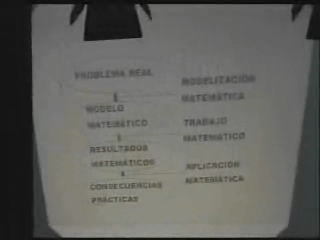 PROBLEMA REAL
MODELIZACIÓN
MATEMÁTICA
MODELO
MATEMÁTICO
TRABAJO
MATEMÁTICO
RESULTADOS
MATEMÁTICOS
APLICACIÓN
MATEMÁTICA
CONSECUENCIAS
PRÁCTICAS